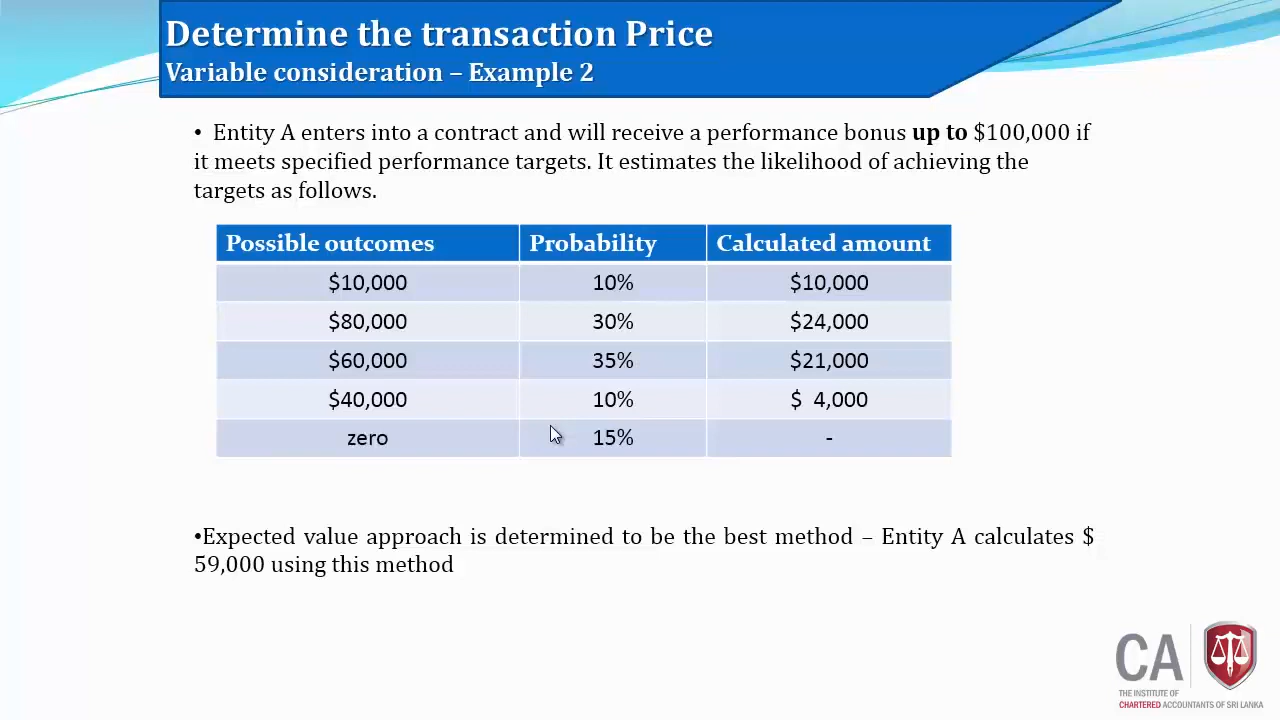 Determine the transaction Price
Variable consideration – Example 2
• Entity A enters into a contract and will receive a performance bonus up to $100,000 if
it meets specified performance targets. It estimates the likelihood of achieving the
targets as follows.
Possible outcomes Probability Calculated amount
$10,000 10% $10,000
$80,000 30% $24,000
$60,000 35% $21,000
$40,000 10% $ 4,000
zero 15% -
•Expected value approach is determined to be the best method – Entity A calculates $
59,000 using this method
CA
THE INSTITUTE OF
CHARTERED ACCOUNTANTS OF SRI LANKA